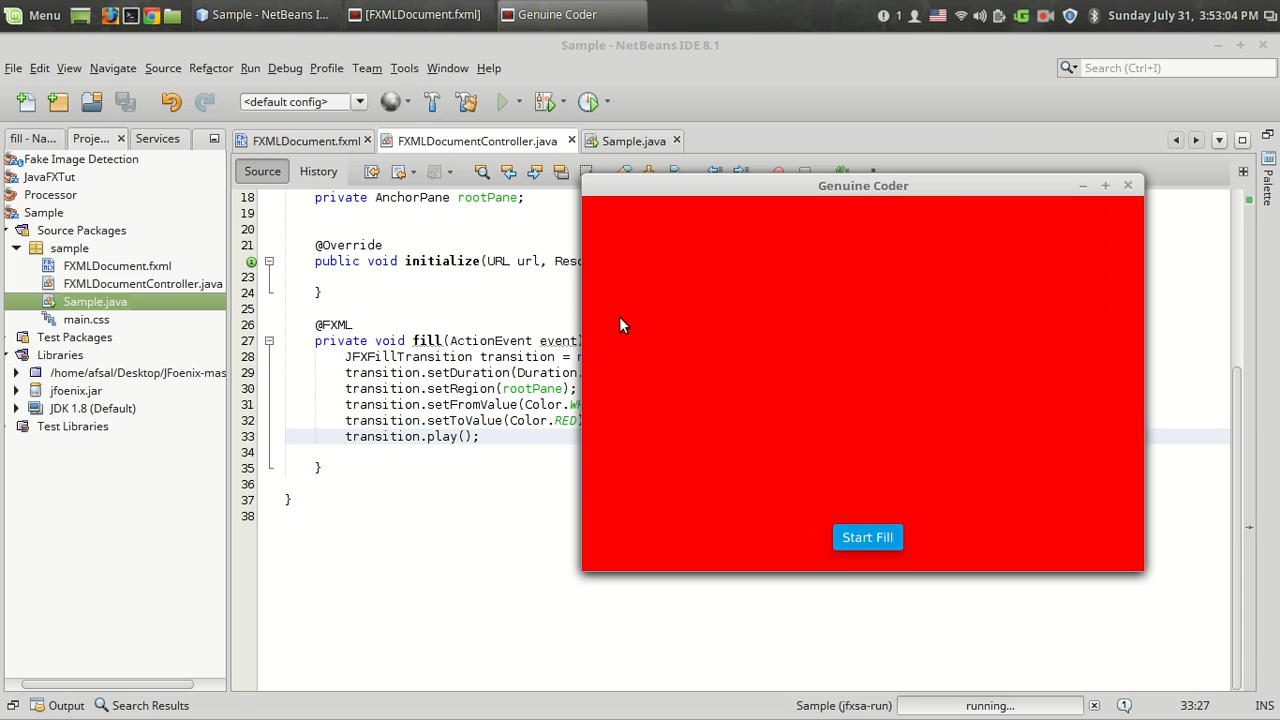 Menu
Sample - NetBeans I...
[FXMLDocument.fxml]
Genuine Coder
1
Sunday July 31, 3:53:04 PM
Sample - NetBeans IDE 8.1
File Edit View Navigate Source Refactor Run Debug Profile Team Tools Window Help
Search (Ctrl+I)
<default config>
fill - Na... Proje... Services
FXMLDocument.fxml FXMLDocumentController.java Sample.java
Source History
Fake Image Detection
JavaFXTut
Processor
Sample
Source Packages
sample
FXMLDocument.fxml
FXMLDocumentController.java
Sample.java
main.css
Test Packages
Libraries
/home/afsal/Desktop/JFoenix-mas
jfoenix.jar
JDK 1.8 (Default)
Test Libraries
18 private AnchorPane rootPane;
19
20
21 @Override
public void initialize(URL url, Reso
23
24 }
25
26 @FXML
27 private void fill(ActionEvent event)
28 JFXFillTransition transition = n
29 transition.setDuration(Duration.
30 transition.setRegion(rootPane);
31 transition.setFromValue(Color.WH
32 transition.setToValue(Color.RED)
33 transition.play();
34
35 }
36
37 }
38
Genuine Coder
Start Fill
Palette
Output Search Results
Sample (jfxsa-run) running... 1 33:27 INS